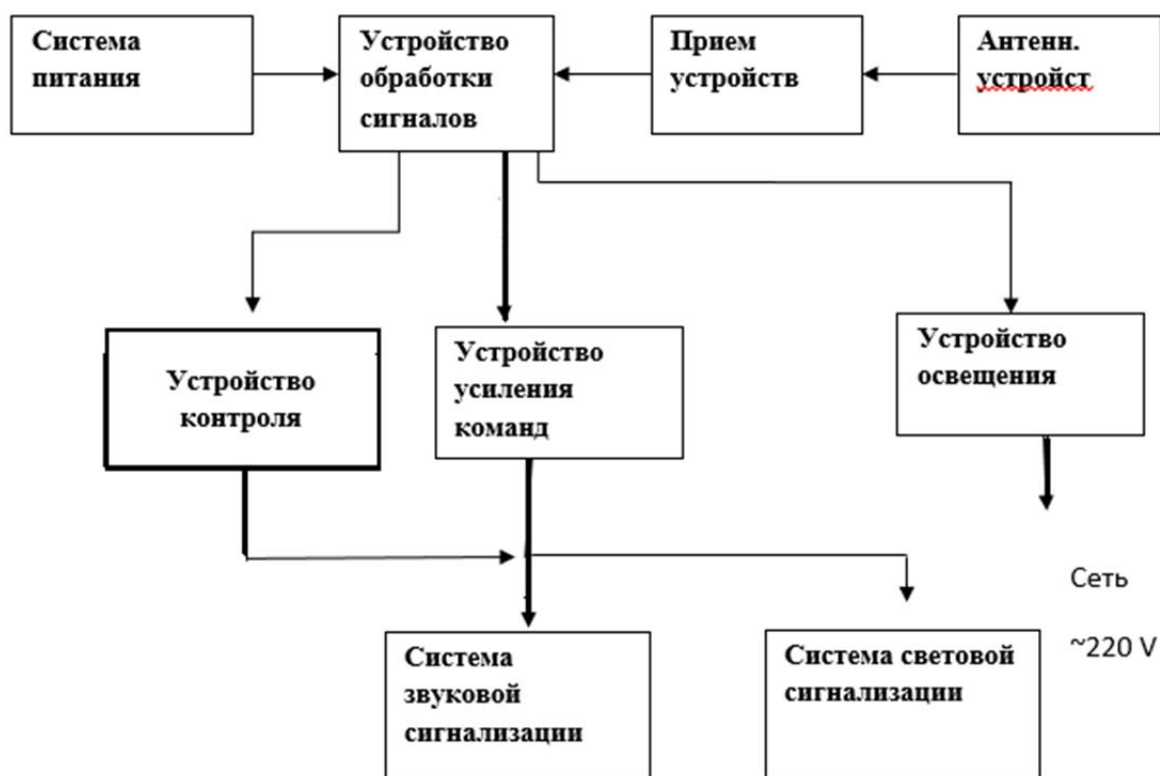 Система
питания
Устройство
обработки
сигналов
Прием
устройств
Антенн.
устройст
Устройство
контроля
Устройство
усиления
команд
Устройство
освещения
Сеть
~220 V
Система
звуковой
сигнализации
Система световой
сигнализации